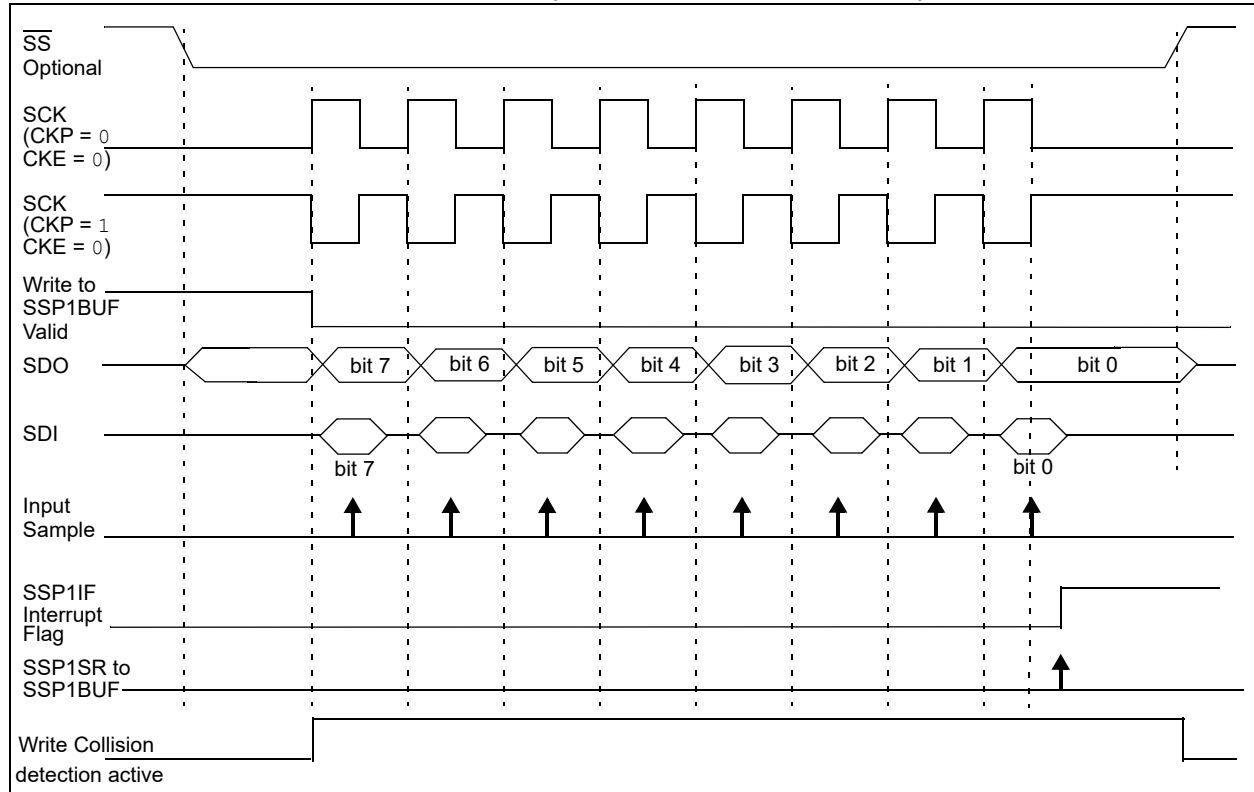 SS
Optional
SCK
(CKP = 0
CKE = 0)
SCK
(CKP = 1
CKE = 0)
Write to
SSP1BUF
Valid
SDO
bit 7 bit 6 bit 5 bit 4 bit 3 bit 2 bit 1 bit 0
SDI
bit 7 bit 0
Input
Sample
SSP1IF
Interrupt
Flag
SSP1SR to
SSP1BUF
Write Collision
detection active